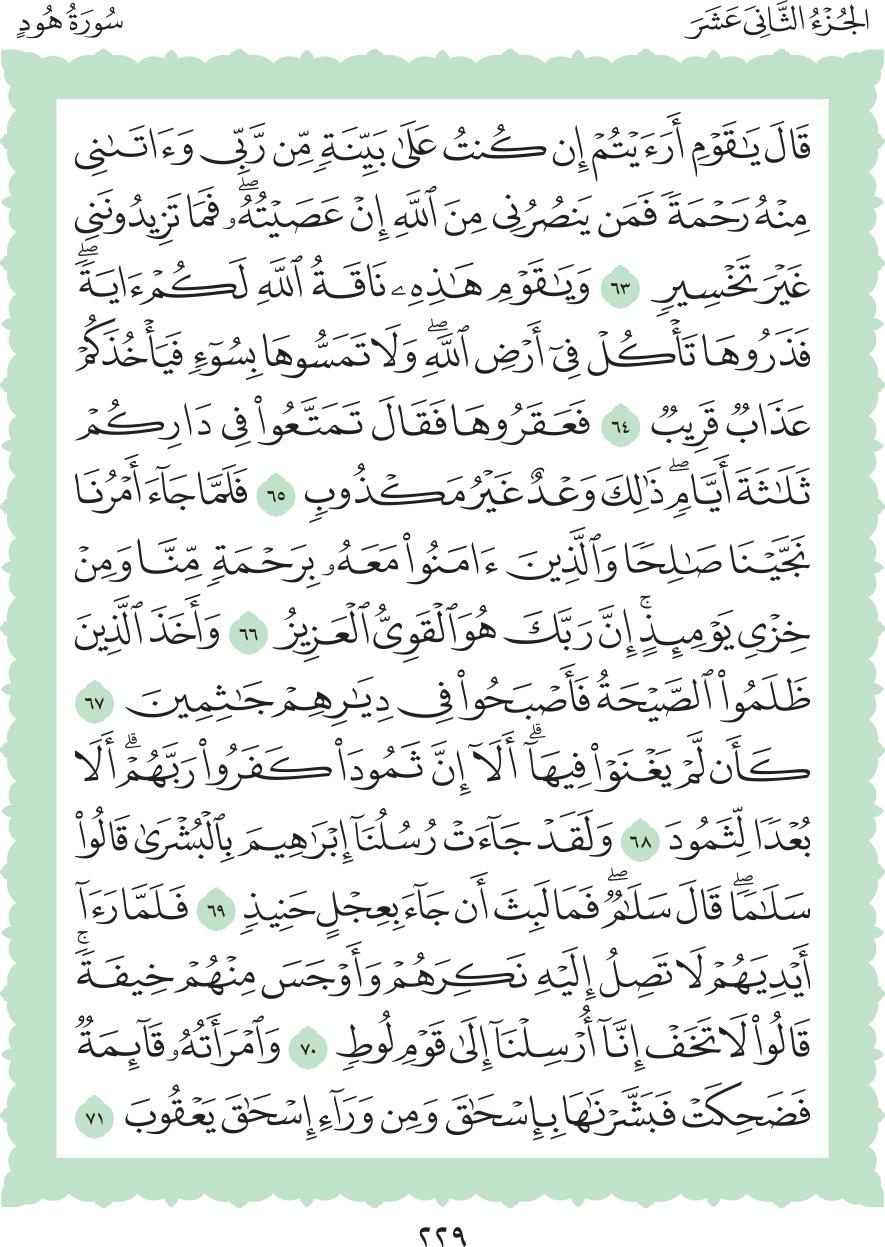 الجُزْءُ الثَّانِيَ عَشَرَ
سُورَةُ هُودٍ
قَالَ يَٰقَوْمِ أَرَءَيْتُمْ إِن كُنتُ عَلَىٰ بَيِّنَةٖ مِّن رَّبِّي وَءَاتَىٰنِي
مِنْهُ رَحْمَةٗ فَمَن يَنصُرُنِي مِنَ ٱللَّهِ إِنْ عَصَيْتُهُۥۖ فَمَا تَزِيدُونَنِي
غَيْرَ تَخْسِيرٖ ٦٣ وَيَٰقَوْمِ هَٰذِهِۦ نَاقَةُ ٱللَّهِ لَكُمْ ءَايَةٗۖ
فَذَرُوهَا تَأْكُلْ فِيٓ أَرْضِ ٱللَّهِۖ وَلَا تَمَسُّوهَا بِسُوٓءٖ فَيَأْخُذَكُمْ
عَذَابٞ قَرِيبٞ ٦٤ فَعَقَرُوهَا فَقَالَ تَمَتَّعُواْ فِي دَارِكُمْ
ثَلَٰثَةَ أَيَّامٖۖ ذَٰلِكَ وَعْدٌ غَيْرُ مَكْذُوبٖ ٦٥ فَلَمَّا جَآءَ أَمْرُنَا
نَجَّيْنَا صَٰلِحٗا وَٱلَّذِينَ ءَامَنُواْ مَعَهُۥ بِرَحْمَةٖ مِّنَّا وَمِنْ
خِزْيِ يَوْمِئِذٍۚ إِنَّ رَبَّكَ هُوَ ٱلْقَوِيُّ ٱلْعَزِيزُ ٦٦ وَأَخَذَ ٱلَّذِينَ
ظَلَمُواْ ٱلصَّيْحَةُ فَأَصْبَحُواْ فِي دِيَٰرِهِمْ جَٰثِمِينَ ٦٧
كَأَن لَّمْ يَغْنَوْاْ فِيهَآۗ أَلَآ إِنَّ ثَمُودَاْ كَفَرُواْ رَبَّهُمْۗ أَلَا
بُعْدٗا لِّثَمُودَ ٦٨ وَلَقَدْ جَآءَتْ رُسُلُنَآ إِبْرَٰهِيمَ بِٱلْبُشْرَىٰ قَالُواْ
سَلَٰمٗاۖ قَالَ سَلَٰمٞۖ فَمَا لَبِثَ أَن جَآءَ بِعِجْلٍ حَنِيذٖ ٦٩ فَلَمَّا رَءَآ
أَيْدِيَهُمْ لَا تَصِلُ إِلَيْهِ نَكِرَهُمْ وَأَوْجَسَ مِنْهُمْ خِيفَةٗۚ
قَالُواْ لَا تَخَفْ إِنَّآ أُرْسِلْنَآ إِلَىٰ قَوْمِ لُوطٖ ٧٠ وَٱمْرَأَتُهُۥ قَآئِمَةٞ
فَضَحِكَتْ فَبَشَّرْنَٰهَا بِإِسْحَٰقَ وَمِن وَرَآءِ إِسْحَٰقَ يَعْقُوبَ ٧١
٢٢٩